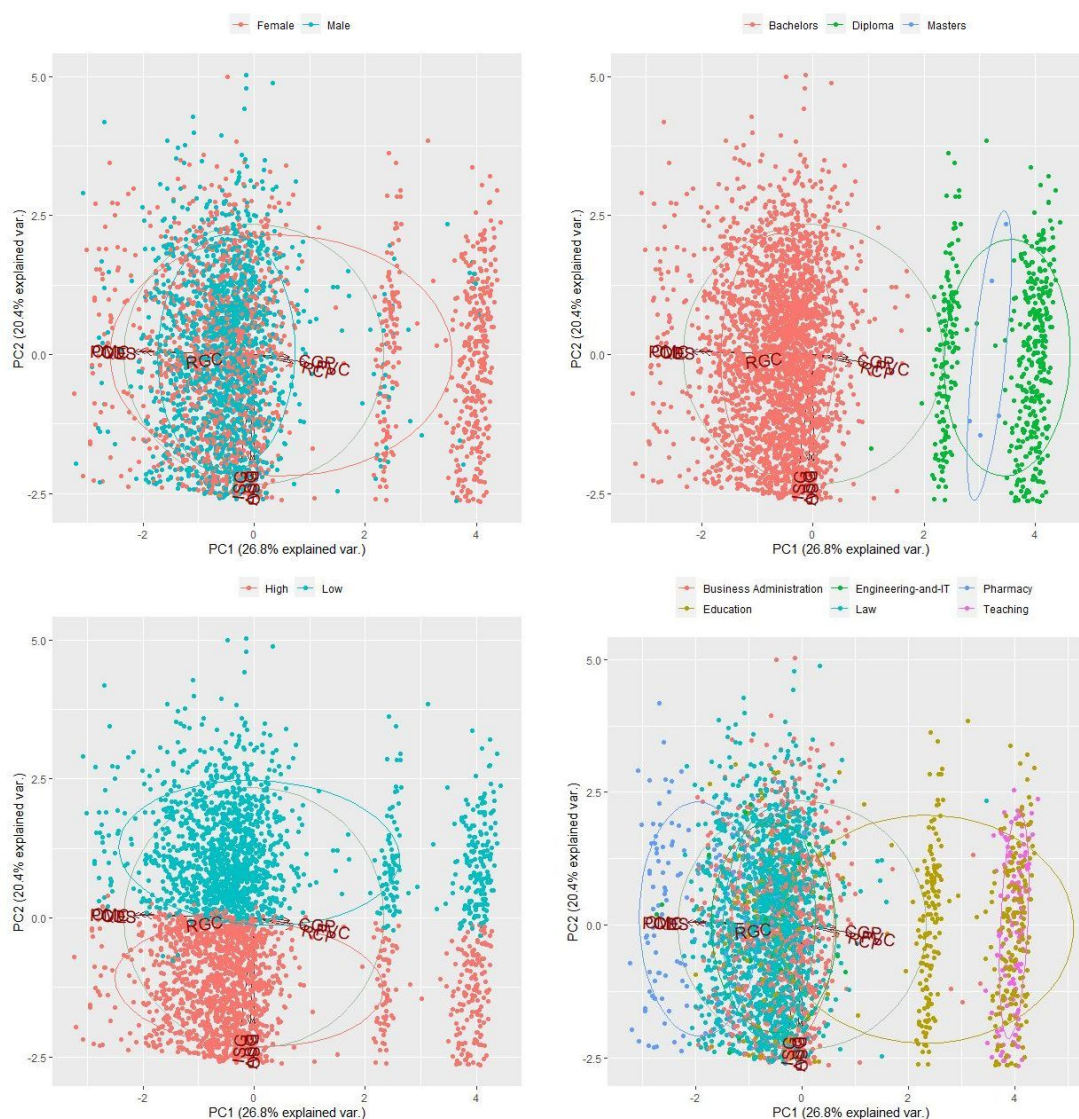 Female Male
5.0
2.5
0.0
-2.5
PC2 (20.4% explained var.)
RGC
CGP
-2 0 2 4
PC1 (26.8% explained var.)
Bachelors Diploma Masters
5.0
2.5
0.0
-2.5
PC2 (20.4% explained var.)
RGC
CGP
-2 0 2 4
PC1 (26.8% explained var.)
High Low
5.0
2.5
0.0
-2.5
PC2 (20.4% explained var.)
RGC
CGP
-2 0 2 4
PC1 (26.8% explained var.)
Business Administration Engineering-and-IT Pharmacy
Education Law Teaching
5.0
2.5
0.0
-2.5
PC2 (20.4% explained var.)
RGC
CGP
-2 0 2 4
PC1 (26.8% explained var.)